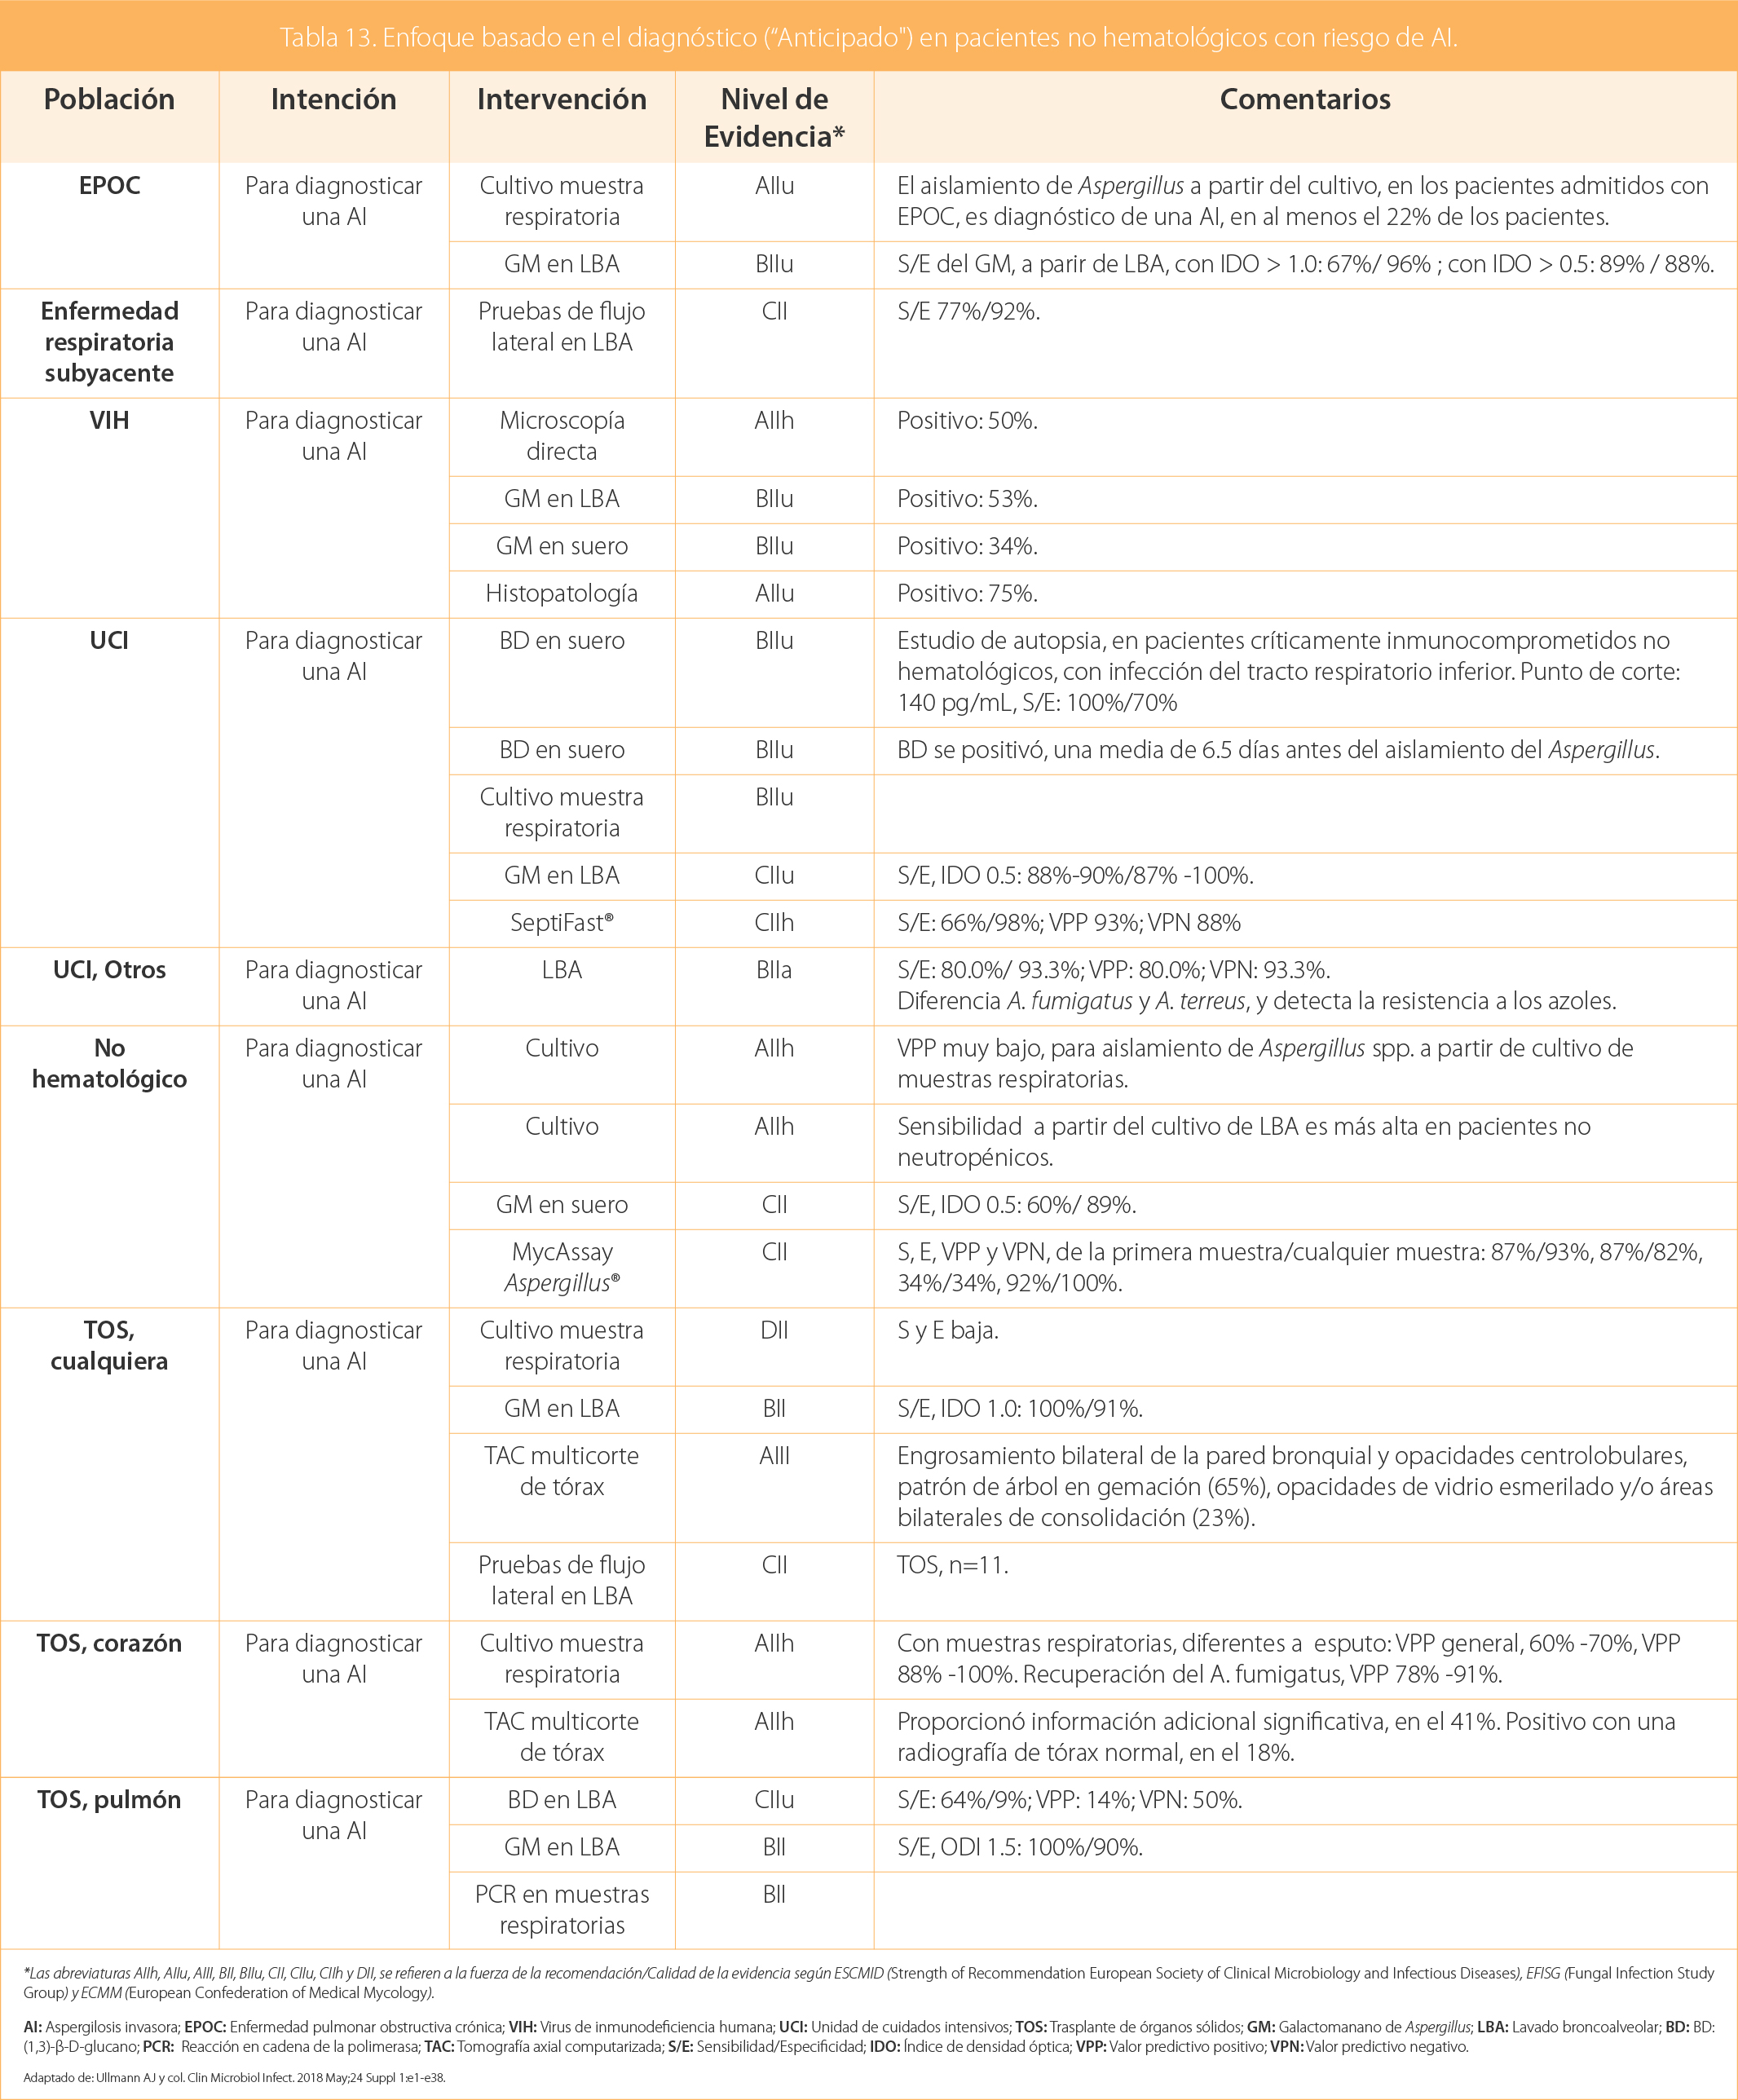 Tabla 13. Enfoque basado en el diagnóstico (“Anticipado") en pacientes no hematológicos con riesgo de AI.
Población
Intención
Intervención
Nivel de
Evidencia*
Comentarios
EPOC
Para diagnosticar
una AI
Cultivo muestra
respiratoria
AIIu
El aislamiento de Aspergillus a partir del cultivo, en los pacientes admitidos con
EPOC, es diagnóstico de una AI, en al menos el 22% de los pacientes.
GM en LBA
BIIu
S/E del GM, a parir de LBA, con IDO > 1.0: 67%/ 96% ; con IDO > 0.5: 89% / 88%.
Enfermedad
respiratoria
subyacente
Para diagnosticar
una AI
Pruebas de flujo
lateral en LBA
CII
S/E 77%/92%.
VIH
Para diagnosticar
una AI
Microscopía
directa
AIIh
Positivo: 50%.
GM en LBA
BIIu
Positivo: 53%.
GM en suero
BIIu
Positivo: 34%.
Histopatología
AIIu
Positivo: 75%.
UCI
Para diagnosticar
una AI
BD en suero
BIIu
Estudio de autopsia, en pacientes críticamente inmunocomprometidos no
hematológicos, con infección del tracto respiratorio inferior. Punto de corte:
140 pg/mL, S/E: 100%/70%
BD en suero
BIIu
BD se positivó, una media de 6.5 días antes del aislamiento del Aspergillus.
Cultivo muestra
respiratoria
BIIu
GM en LBA
CIIu
S/E, IDO 0.5: 88%-90%/87% -100%.
SeptiFast®
CIIh
S/E: 66%/98%; VPP 93%; VPN 88%
UCI, Otros
Para diagnosticar
una AI
LBA
BIIa
S/E: 80.0%/ 93.3%; VPP: 80.0%; VPN: 93.3%.
Diferencia A. fumigatus y A. terreus, y detecta la resistencia a los azoles.
No
hematológico
Para diagnosticar
una AI
Cultivo
AIIh
VPP muy bajo, para aislamiento de Aspergillus spp. a partir de cultivo de
muestras respiratorias.
Cultivo
AIIh
Sensibilidad a partir del cultivo de LBA es más alta en pacientes no
neutropénicos.
GM en suero
CII
S/E, IDO 0.5: 60%/ 89%.
MycAssay
Aspergillus®
CII
S, E, VPP y VPN, de la primera muestra/cualquier muestra: 87%/93%, 87%/82%,
34%/34%, 92%/100%.
TOS,
cualquiera
Para diagnosticar
una AI
Cultivo muestra
respiratoria
DII
S y E baja.
GM en LBA
BII
S/E, IDO 1.0: 100%/91%.
TAC multicorte
de tórax
AIII
Engrosamiento bilateral de la pared bronquial y opacidades centrolobulares,
patrón de árbol en gemación (65%), opacidades de vidrio esmerilado y/o áreas
bilaterales de consolidación (23%).
Pruebas de flujo
lateral en LBA
CII
TOS, n=11.
TOS, corazón
Para diagnosticar
una AI
Cultivo muestra
respiratoria
AIIh
Con muestras respiratorias, diferentes a esputo: VPP general, 60% -70%, VPP
88% -100%. Recuperación del A. fumigatus, VPP 78% -91%.
TAC multicorte
de tórax
AIIh
Proporcionó información adicional significativa, en el 41%. Positivo con una
radiografía de tórax normal, en el 18%.
TOS, pulmón
Para diagnosticar
una AI
BD en LBA
CIIu
S/E: 64%/9%; VPP: 14%; VPN: 50%.
GM en LBA
BII
S/E, ODI 1.5: 100%/90%.
PCR en muestras
respiratorias
BII
*Las abreviaturas AIIh, AIIu, AIII, BII, BIIu, CII, CIIu, CIIh y DII, se refieren a la fuerza de la recomendación/Calidad de la evidencia según ESCMID (Strength of Recommendation European Society of Clinical Microbiology and Infectious Diseases), EFISG (Fungal Infection Study
Group) y ECMM (European Confederation of Medical Mycology).
AI: Aspergilosis invasora; EPOC: Enfermedad pulmonar obstructiva crónica; VIH: Virus de inmunodeficiencia humana; UCI: Unidad de cuidados intensivos; TOS: Trasplante de órganos sólidos; GM: Galactomanano de Aspergillus; LBA: Lavado broncoalveolar; BD: BD:
(1,3)-β-D-glucano; PCR: Reacción en cadena de la polimerasa; TAC: Tomografía axial computarizada; S/E: Sensibilidad/Especificidad; IDO: Índice de densidad óptica; VPP: Valor predictivo positivo; VPN: Valor predictivo negativo.
Adaptado de: Ullmann AJ y col. Clin Microbiol Infect. 2018 May;24 Suppl 1:e1-e38.